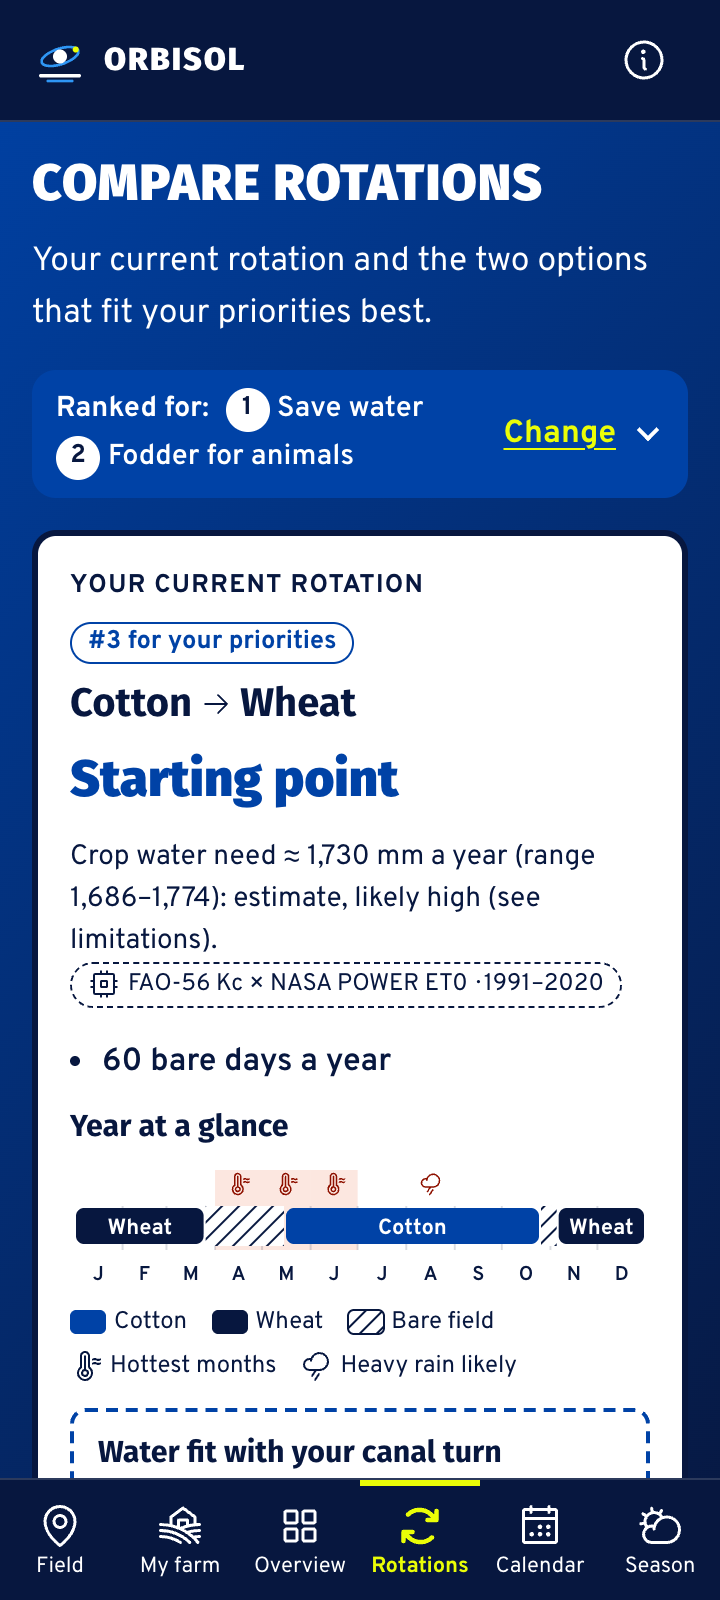 ORBISOL
COMPARE ROTATIONS
Your current rotation and the two options
that fit your priorities best.
Ranked for: 1 Save water
2 Fodder for animals
Change
YOUR CURRENT ROTATION
#3 for your priorities
Cotton → Wheat
Starting point
Crop water need ≈ 1,730 mm a year (range
1,686–1,774): estimate, likely high (see
limitations).
FAO-56 Kc × NASA POWER ET0 · 1991–2020
• 60 bare days a year
Year at a glance
Wheat Cotton Wheat
J F M A M J J A S O N D
Cotton Wheat Bare field
Hottest months Heavy rain likely
Water fit with your canal turn
Field My farm Overview Rotations Calendar Season